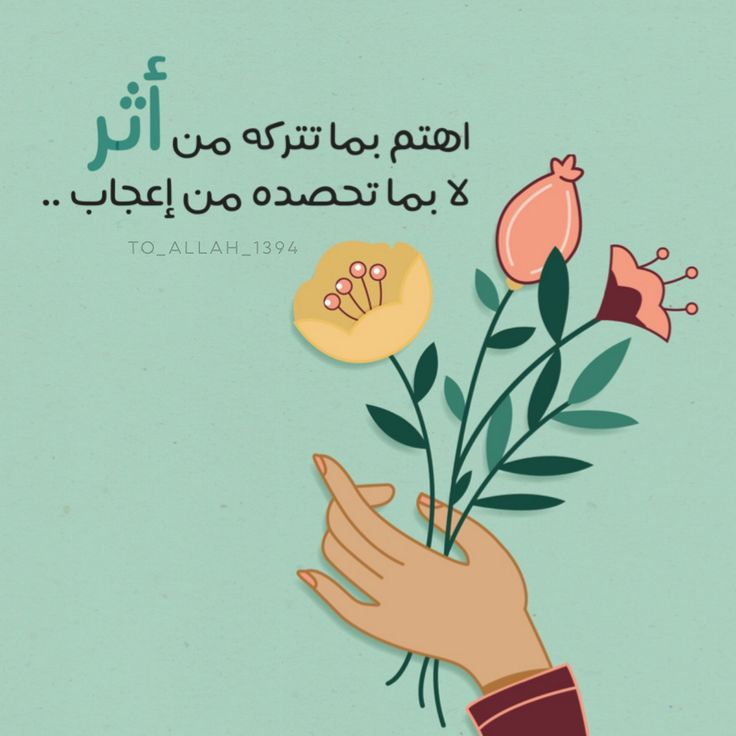 اهتم بما تتركه من أثر
لا بما تحصده من إعجاب ..
TO_ALLAH_1394